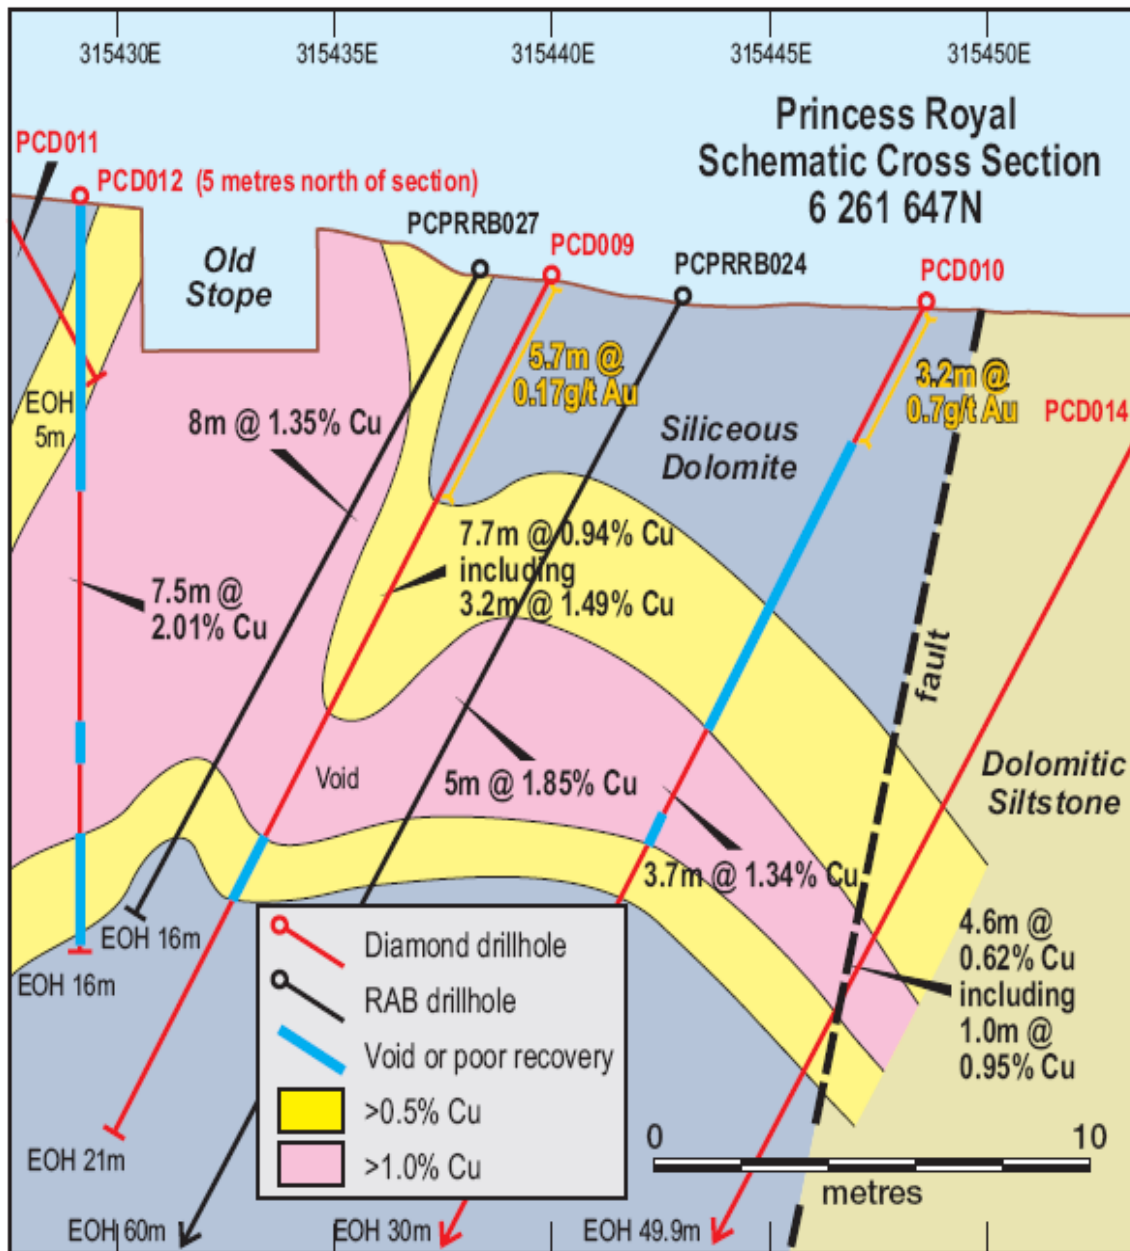 315430E
315435E
315440E
315445E
315450E
Princess Royal
Schematic Cross Section
6 261 647N
PCD011
PCD012 (5 metres north of section)
PCPRRB027
PCD009
PCPRRB024
PCD010
Old
Stope
5.7m @
0.17g/t Au
3.2m @
0.7g/t Au
PCD014
EOH
5m
8m @ 1.35% Cu
Siliceous
Dolomite
7.7m @ 0.94% Cu
including
3.2m @ 1.49% Cu
7.5m @
2.01% Cu
fault
Void
5m @ 1.85% Cu
Dolomitic
Siltstone
3.7m @ 1.34% Cu
4.6m @
0.62% Cu
including
1.0m @
0.95% Cu
EOH 16m
EOH 16m
Diamond drillhole
RAB drillhole
Void or poor recovery
>0.5% Cu
>1.0% Cu
0
10
metres
EOH 21m
EOH 60m
EOH 30m
EOH 49.9m